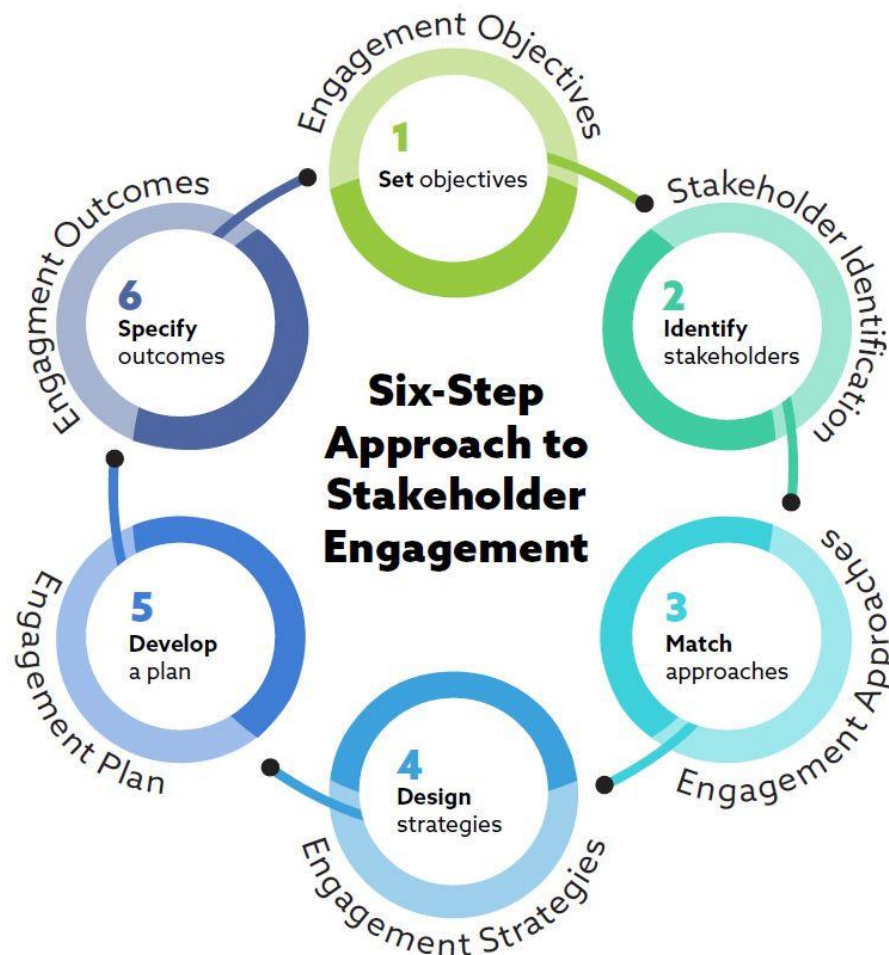 Engagement Objectives
1
Set objectives
Stakeholder Identification
2
Identify
stakeholders
Engagement Approaches
3
Match
approaches
Engagement Strategies
4
Design
strategies
Engagement Plan
5
Develop
a plan
Engagment Outcomes
6
Specify
outcomes
Six-Step
Approach to
Stakeholder
Engagement